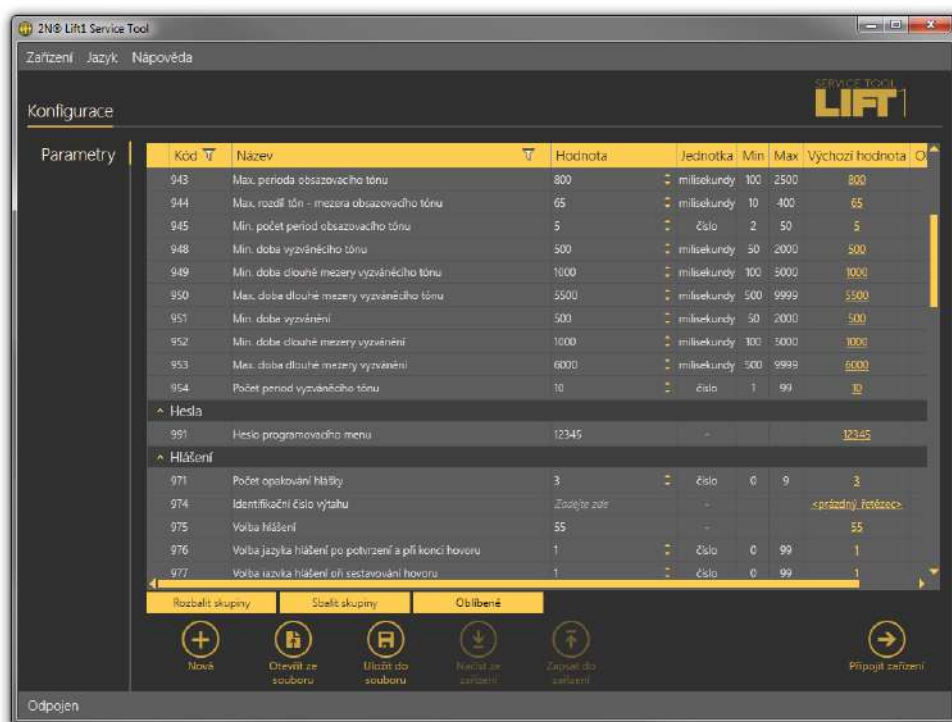 2N® Lift1 Service Tool
Zařízení Jazyk Nápověda
SERVICE TOOL
LIFT1
Konfigurace
Parametry
Kód Název Hodnota Jednotka Min Max Výchozí hodnota
943 Max. perioda obsazovacího tónu 800 milisekundy 100 2500 800
944 Max. rozdíl tón - mezera obsazovacího tónu 65 milisekundy 10 400 65
945 Min. počet period obsazovacího tónu 5 číslo 2 50 5
948 Min. doba vyzváněcího tónu 500 milisekundy 50 2000 500
949 Min. doba dlouhé mezery vyzváněcího tónu 1000 milisekundy 100 5000 1000
950 Max. doba dlouhé mezery vyzváněcího tónu 5500 milisekundy 500 9999 5500
951 Min. doba vyzvánění 500 milisekundy 50 2000 500
952 Min. doba dlouhé mezery vyzvánění 1000 milisekundy 100 5000 1000
953 Max. doba dlouhé mezery vyzvánění 6000 milisekundy 500 9999 6000
954 Počet period vyzváněcího tónu 10 číslo 1 99 10
Hesla
991 Heslo programovacího menu 12345 - 12345
Hlášení
971 Počet opakování hlášky 3 číslo 0 9 3
974 Identifikační číslo výtahu Zadejte zde - <prázdný řetězec>
975 Volba hlášení 55 - 55
976 Volba jazyka hlášení po potvrzení a při konci hovoru 1 číslo 0 99 1
977 Volba jazyka hlášení při sestavování hovoru 1 číslo 0 99 1
Rozbalit skupiny Sbalit skupiny Oblíbené
Nová
Otevřít ze souboru
Uložit do souboru
Načíst ze zařízení
Zapsat do zařízení
Připojit zařízení
Odpojen